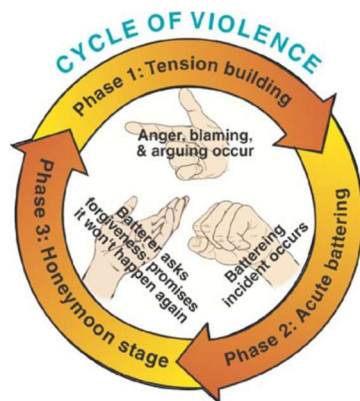 CYCLE OF VIOLENCE
Phase 1: Tension building
Anger, blaming,
& arguing occur
Phase 2: Acute battering
Battereing
incident occurs
Phase 3: Honeymoon stage
Batterer asks
forgiveness, promises
it won't happen again